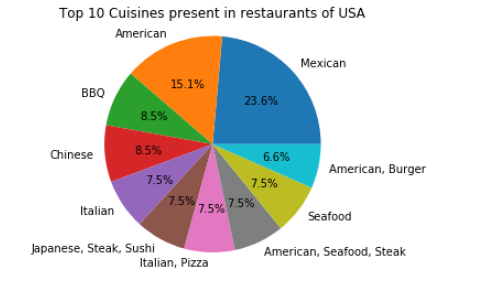 Top 10 Cuisines present in restaurants of USA
American
Mexican
15.1%
23.6%
BBQ
8.5%
Chinese
8.5%
6.6%
American, Burger
7.5%
7.5%
Italian
7.5%
7.5%
7.5%
Seafood
Japanese, Steak, Sushi
American, Seafood, Steak
Italian, Pizza